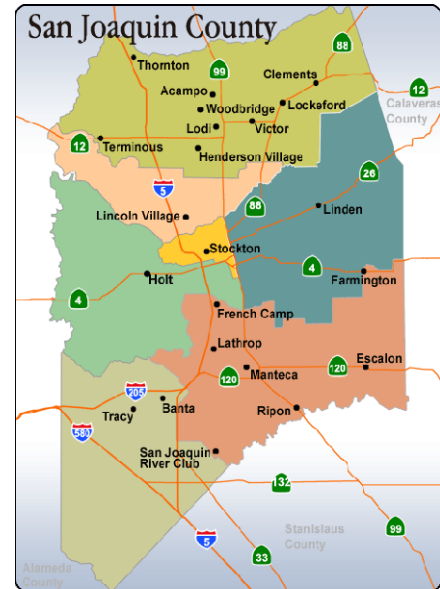 San Joaquin County
88
Thornton
99
Clements
Acampo
12
Calaveras
County
Woodbridge
Lockeford
Lodi
Victor
12
Terminous
Henderson Village
26
5
88
Lincoln Village
Linden
Stockton
4
Holt
Farmington
4
French Camp
Lathrop
Escalon
120
Manteca
120
205
Banta
Ripon
Tracy
580
San Joaquin
River Club
132
Stanislaus
County
99
5
33
Alameda
County